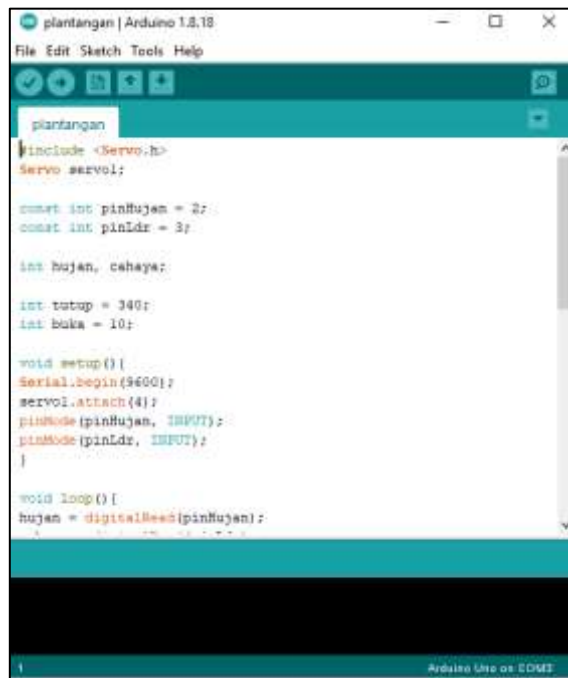 plantangan | Arduino 1.8.18
File Edit Sketch Tools Help
plantangan
#include <Servo.h>
Servo servo1;
const int pinHujan = 2;
const int pinLdr = 3;
int hujan, cahaya;
int tutup = 340;
int buka = 10;
void setup(){
Serial.begin(9600);
servo1.attach(4);
pinMode(pinHujan, INPUT);
pinMode(pinLdr, INPUT);
}
void loop(){
hujan = digitalRead(pinHujan);
1
Arduino Uno on COM3